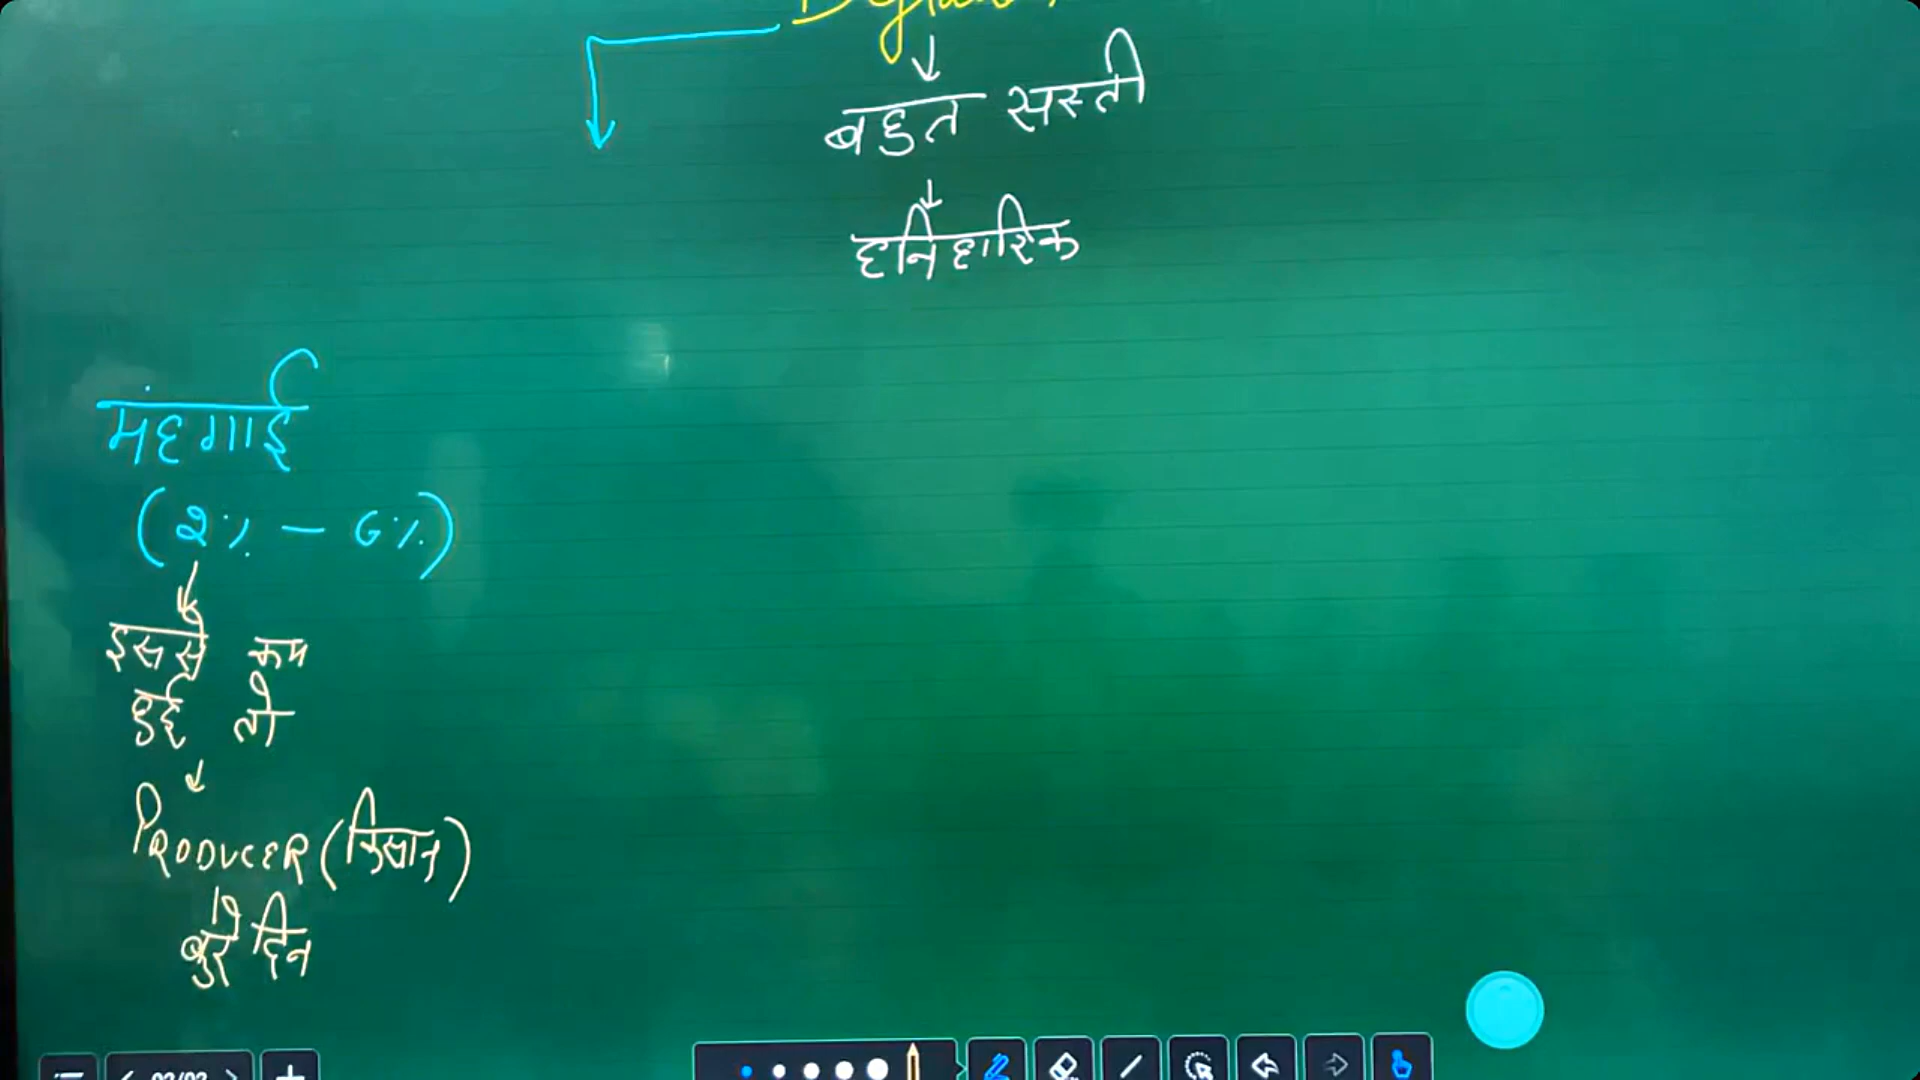 बहुत सस्ती
हानिहारिक
मंहगाई
(2% - 6%)
इससे कम
हुई तो
PRODUCER (किसान)
बुरे दिन